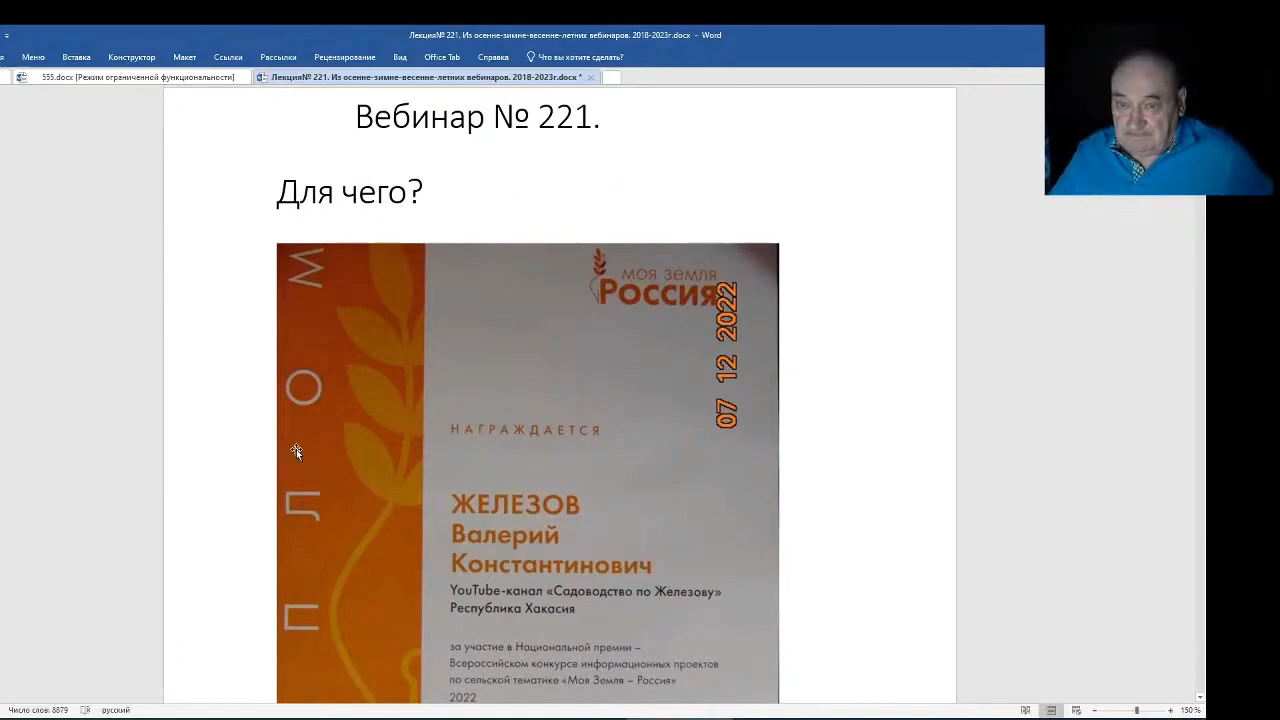 Лекция№ 221. Из осенне-зимне-весенне-летних вебинаров. 2018-2023г.docx - Word
Меню Вставка Конструктор Макет Ссылки Рассылки Рецензирование Вид Office Tab Справка Что вы хотите сделать?
555.docx [Режим ограниченной функциональности] Лекция№ 221. Из осенне-зимне-весенне-летних вебинаров. 2018-2023г.docx *
Вебинар № 221.
Для чего?
моя земля
Россия
07 12 2022
ПЛОМ
НАГРАЖДАЕТСЯ
ЖЕЛЕЗОВ
Валерий
Константинович
YouTube-канал «Садоводство по Железову»
Республика Хакасия
за участие в Национальной премии –
Всероссийском конкурсе информационных проектов
по сельской тематике «Моя Земля – Россия»
2022
Число слов: 8879 русский 150 %